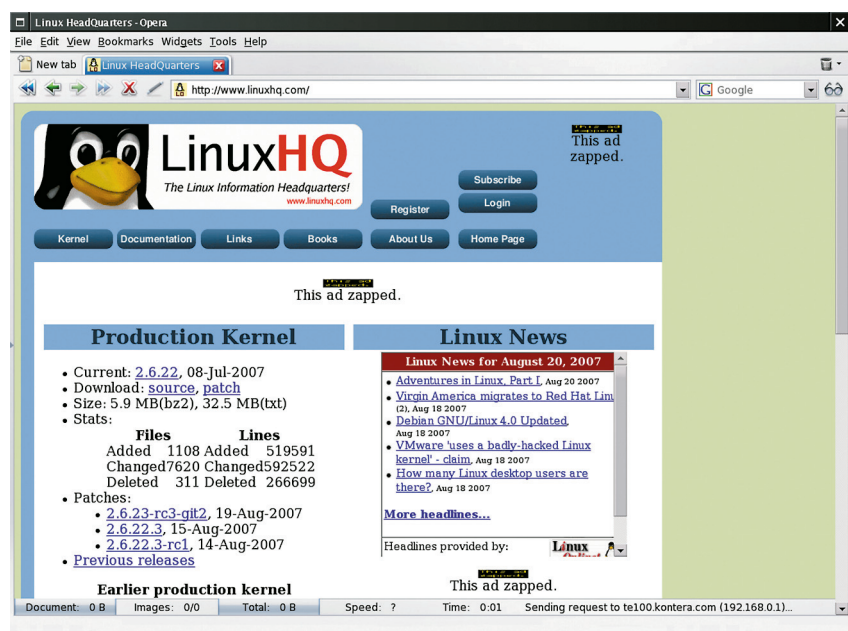 Linux HeadQuarters - Opera
File Edit View Bookmarks Widgets Tools Help
New tab Linux HeadQuarters
http://www.linuxhq.com/ Google
LinuxHQ
The Linux Information Headquarters!
www.linuxhq.com
This ad
zapped.
Subscribe
Register Login
Kernel Documentation Links Books About Us Home Page
This ad zapped.
Production Kernel
Current: 2.6.22, 08-Jul-2007
Download: source, patch
Size: 5.9 MB(bz2), 32.5 MB(txt)
Stats:
Files Lines
Added 1108 Added 519591
Changed7620 Changed592522
Deleted 311 Deleted 266699
Patches:
2.6.23-rc3-git2, 19-Aug-2007
2.6.22.3, 15-Aug-2007
2.6.22.3-rc1, 14-Aug-2007
Previous releases
Earlier production kernel
Linux News
Linux News for August 20, 2007
Adventures in Linux, Part I, Aug 20 2007
Virgin America migrates to Red Hat Linu
(2), Aug 18 2007
Debian GNU/Linux 4.0 Updated,
Aug 18 2007
VMware 'uses a badly-hacked Linux
kernel' - claim, Aug 18 2007
How many Linux desktop users are
there?, Aug 18 2007
More headlines...
Headlines provided by: Linux
This ad zapped.
Document: 0 B Images: 0/0 Total: 0 B Speed: ? Time: 0:01 Sending request to te100.kontera.com (192.168.0.1)...